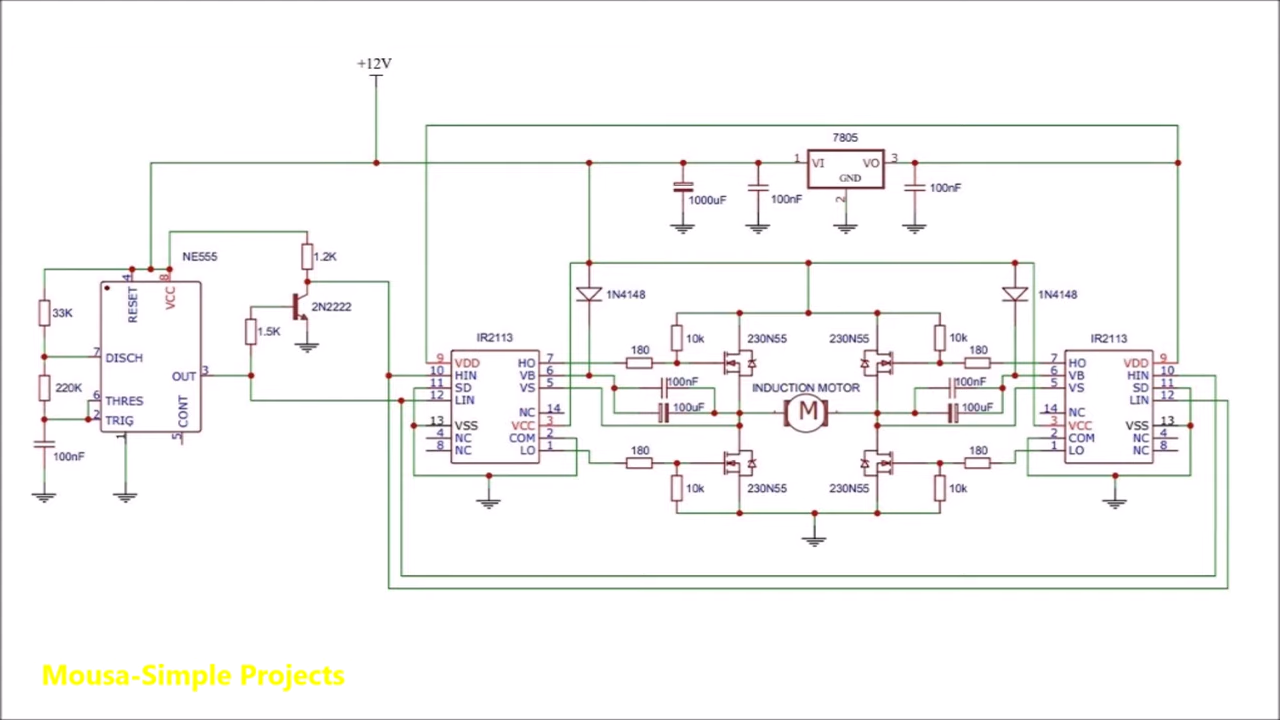 +12V
7805
1 VI VO 3
GND
2
1000uF
100nF
100nF
NE555
4 8
RESET
VCC
33K
7 DISCH
220K
6 THRES
2 TRIG
OUT 3
CONT
1
5
100nF
1.2K
2N2222
1.5K
IR2113
9 VDD HO 7
10 HIN VB 6
11 SD VS 5
12 LIN
NC 14
13 VSS VCC 3
4 NC COM 2
8 NC LO 1
1N4148
1N4148
180
10k
230N55
230N55
10k
180
100nF
100uF
INDUCTION MOTOR
M
100nF
100uF
180
10k
230N55
230N55
10k
180
IR2113
7 HO VDD 9
6 VB HIN 10
5 VS SD 11
LIN 12
14 NC
3 VCC VSS 13
2 COM NC 4
1 LO NC 8
Mousa-Simple Projects